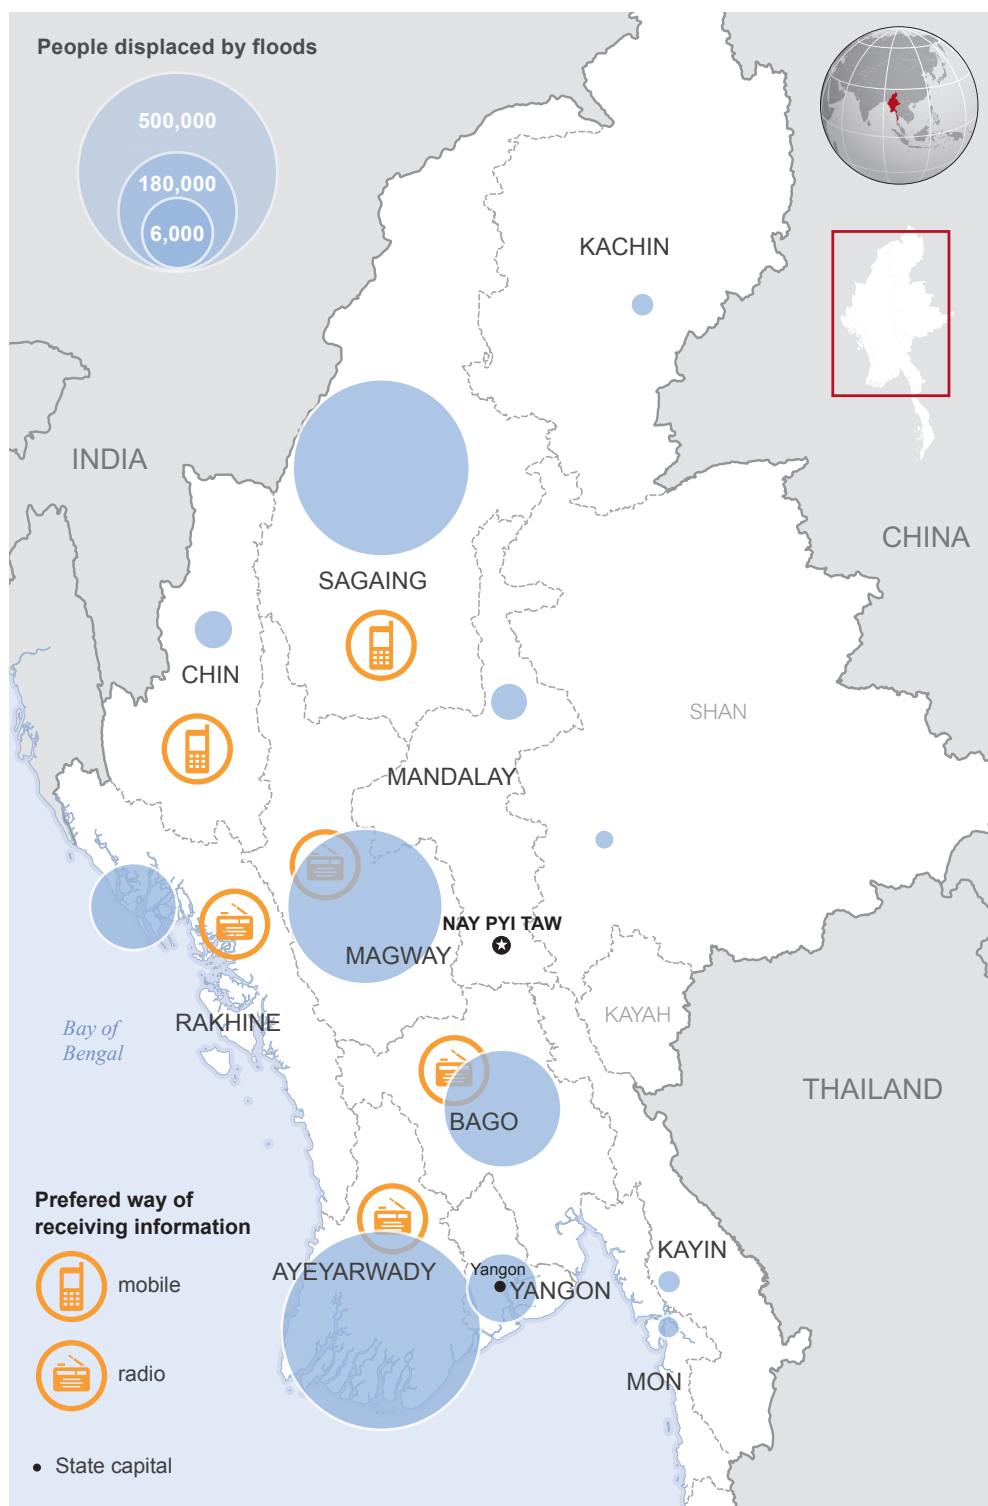 People displaced by floods
500,000
180,000
6,000
KACHIN
INDIA
CHINA
SAGAING
CHIN
SHAN
MANDALAY
NAY PYI TAW
MAGWAY
KAYAH
RAKHINE
Bay of
Bengal
THAILAND
BAGO
Prefered way of
receiving information
mobile
radio
State capital
AYEYARWADY
Yangon
YANGON
KAYIN
MON